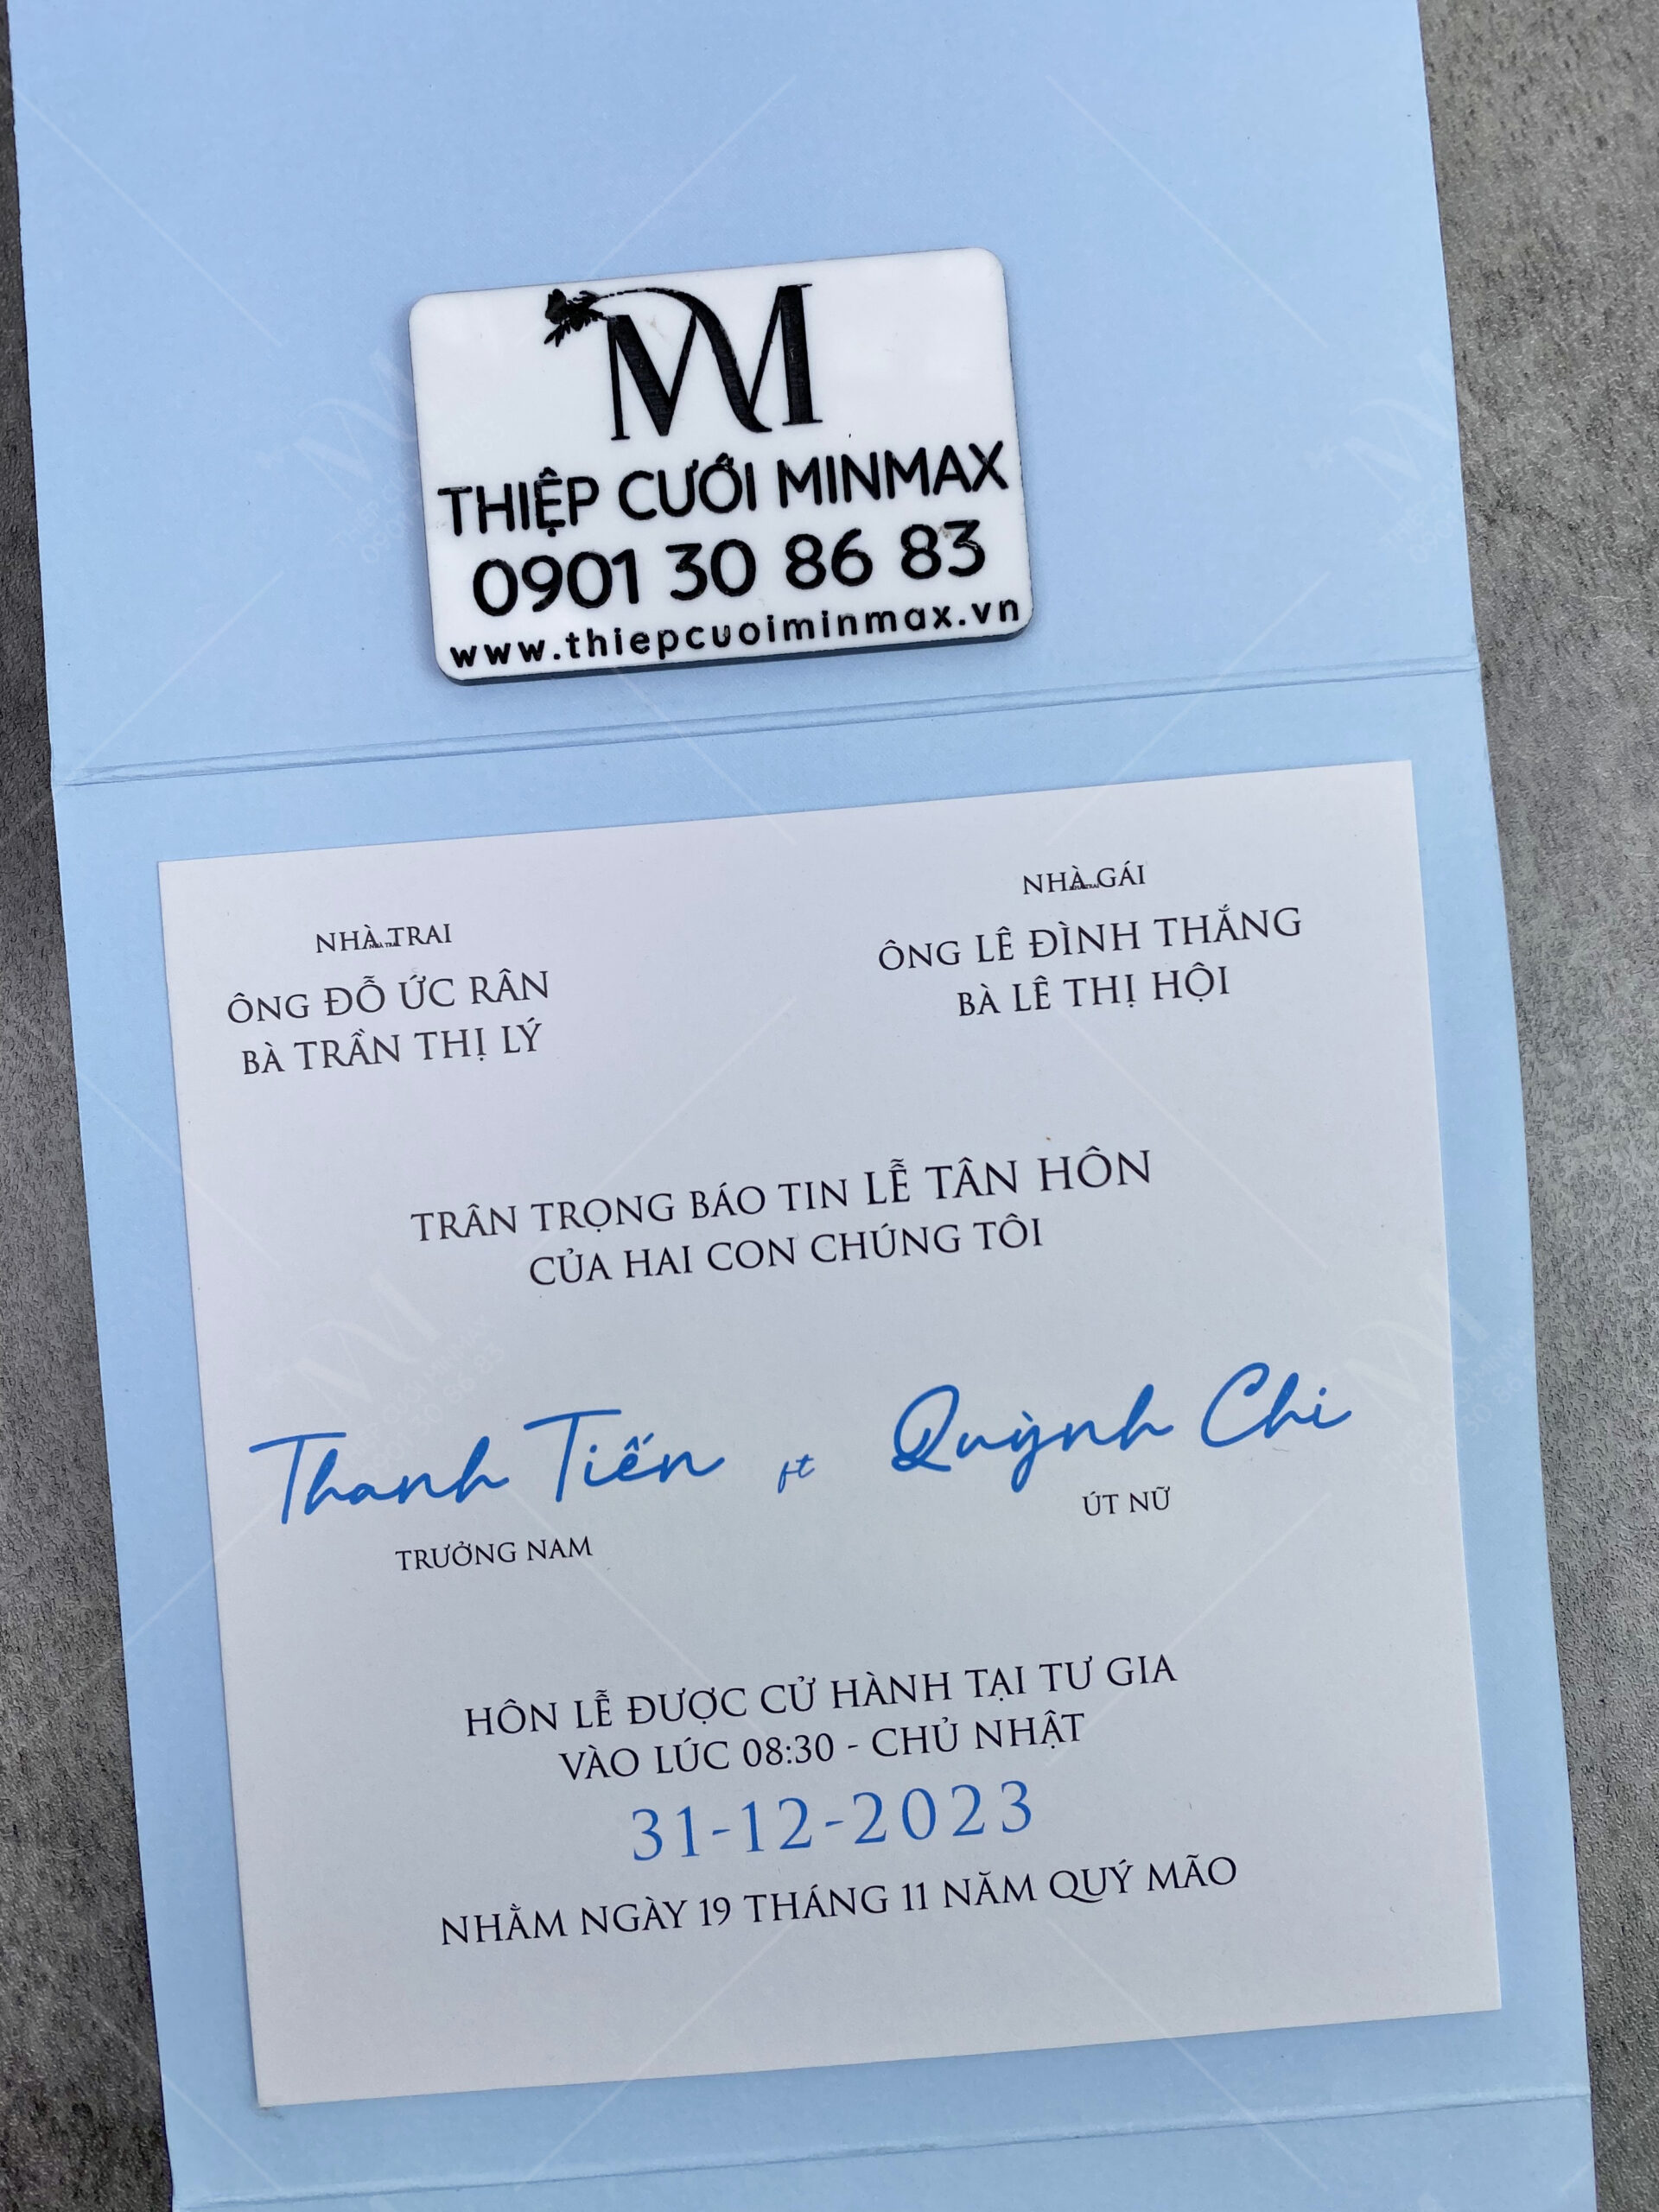 M
THIỆP CƯỚI MINMAX
0901 30 86 83
www.thiepcuoiminmax.vn
NHÀ TRAI
ÔNG ĐỖ ỨC RÂN
BÀ TRẦN THỊ LÝ
NHÀ GÁI
ÔNG LÊ ĐÌNH THẮNG
BÀ LÊ THỊ HỘI
TRÂN TRỌNG BÁO TIN LỄ TÂN HÔN
CỦA HAI CON CHÚNG TÔI
Thanh Tiến ft Quỳnh Chi
TRƯỞNG NAM
ÚT NỮ
HÔN LỄ ĐƯỢC CỬ HÀNH TẠI TƯ GIA
VÀO LÚC 08:30 - CHỦ NHẬT
31-12-2023
NHẰM NGÀY 19 THÁNG 11 NĂM QUÝ MÃO